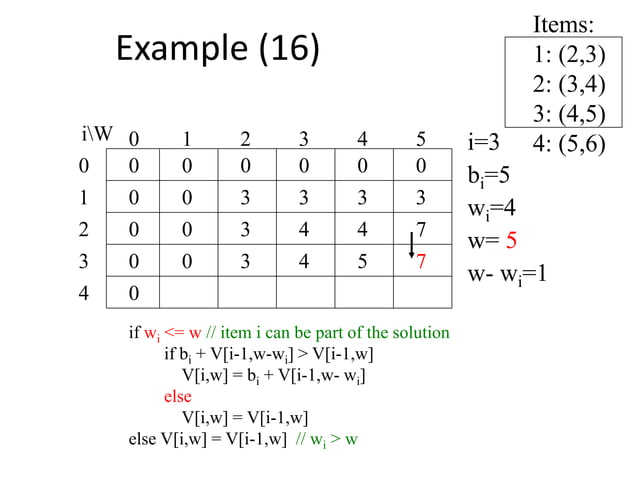 Example (16)
Items:
1: (2,3)
2: (3,4)
3: (4,5)
4: (5,6)
i\W 0 1 2 3 4 5
0 0 0 0 0 0 0
1 0 0 3 3 3 3
2 0 0 3 4 4 7
3 0 0 3 4 5 7
4 0
i=3
bi=5
wi=4
w= 5
w- wi=1
if wi <= w // item i can be part of the solution
if bi + V[i-1,w-wi] > V[i-1,w]
V[i,w] = bi + V[i-1,w- wi]
else
V[i,w] = V[i-1,w]
else V[i,w] = V[i-1,w] // wi > w